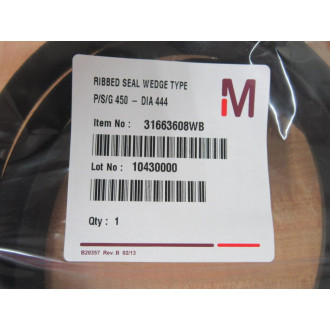 RIBBED SEAL WEDGE TYPE
P/S/G 450 – DIA 444
Item No : 31663608WB
Lot No : 10430000
Qty : 1
B20357 Rev. B 02/13
M